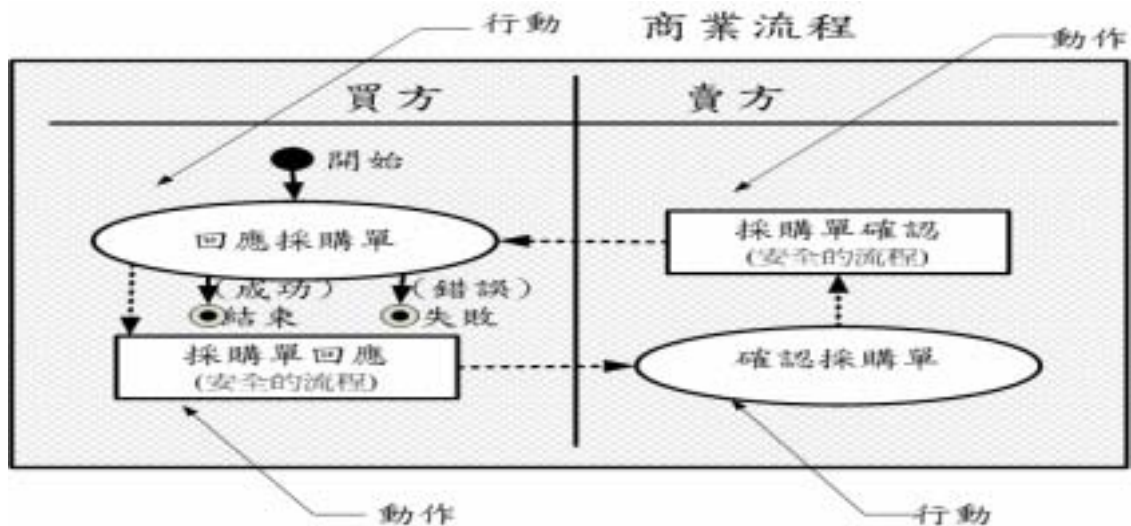 行動
商業流程
動作
買方
賣方
開始
回應採購單
採購單確認
(安全的流程)
(成功)
(錯誤)
結束
失敗
採購單回應
(安全的流程)
確認採購單
動作
行動